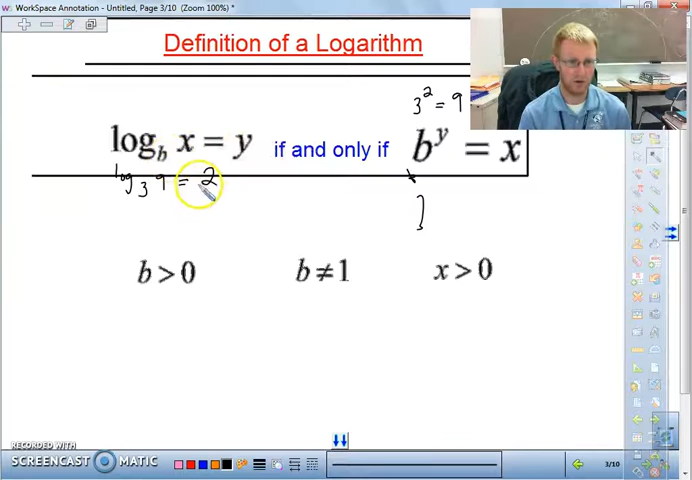 WorkSpace Annotation - Untitled, Page 3/10 (Zoom 100%)
Definition of a Logarithm
3² = 9
log_b x = y if and only if b^y = x
log₃ 9 = 2
b > 0 b ≠ 1 x > 0
RECORDED WITH
SCREENCAST MATIC
3/10